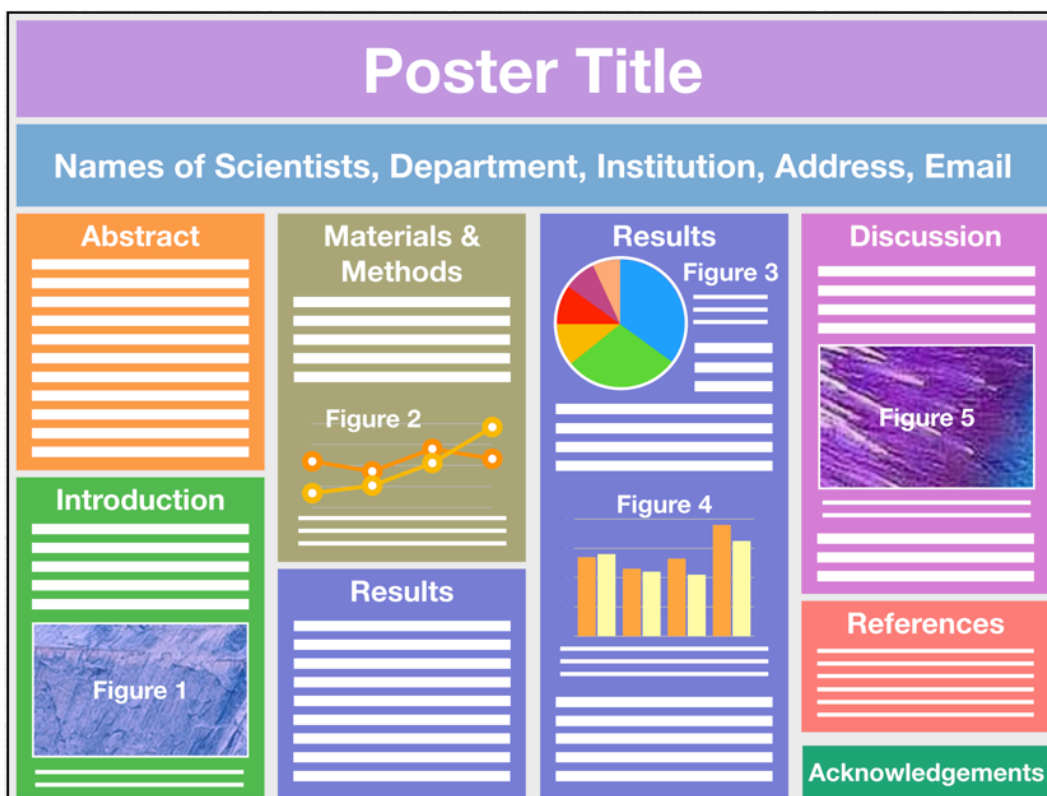 Poster Title
Names of Scientists, Department, Institution, Address, Email
Abstract
Introduction
Figure 1
Materials &
Methods
Figure 2
Results
Results
Figure 3
Figure 4
Discussion
Figure 5
References
Acknowledgements